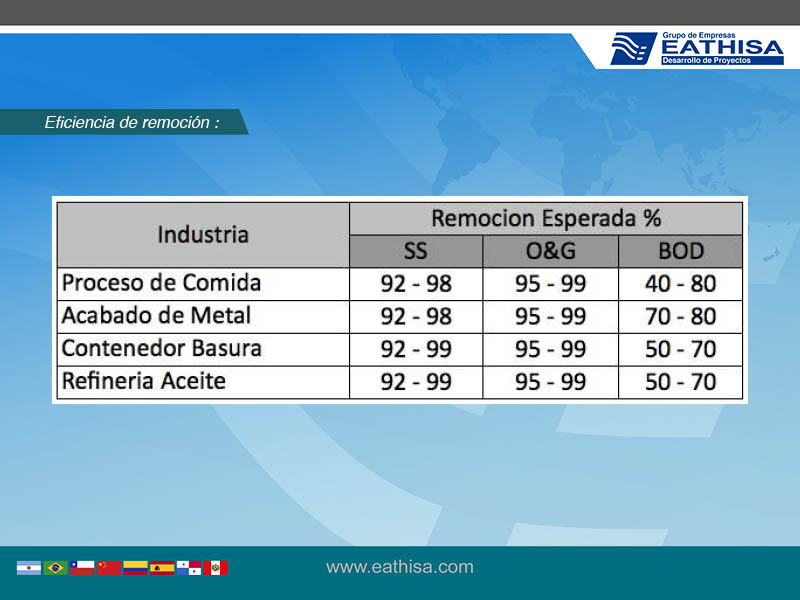 Grupo de Empresas
EATHISA
Desarrollo de Proyectos
Eficiencia de remoción :
Industria
Remocion Esperada %
SS O&G BOD
Proceso de Comida 92 - 98 95 - 99 40 - 80
Acabado de Metal 92 - 98 95 - 99 70 - 80
Contenedor Basura 92 - 99 95 - 99 50 - 70
Refineria Aceite 92 - 99 95 - 99 50 - 70
www.eathisa.com